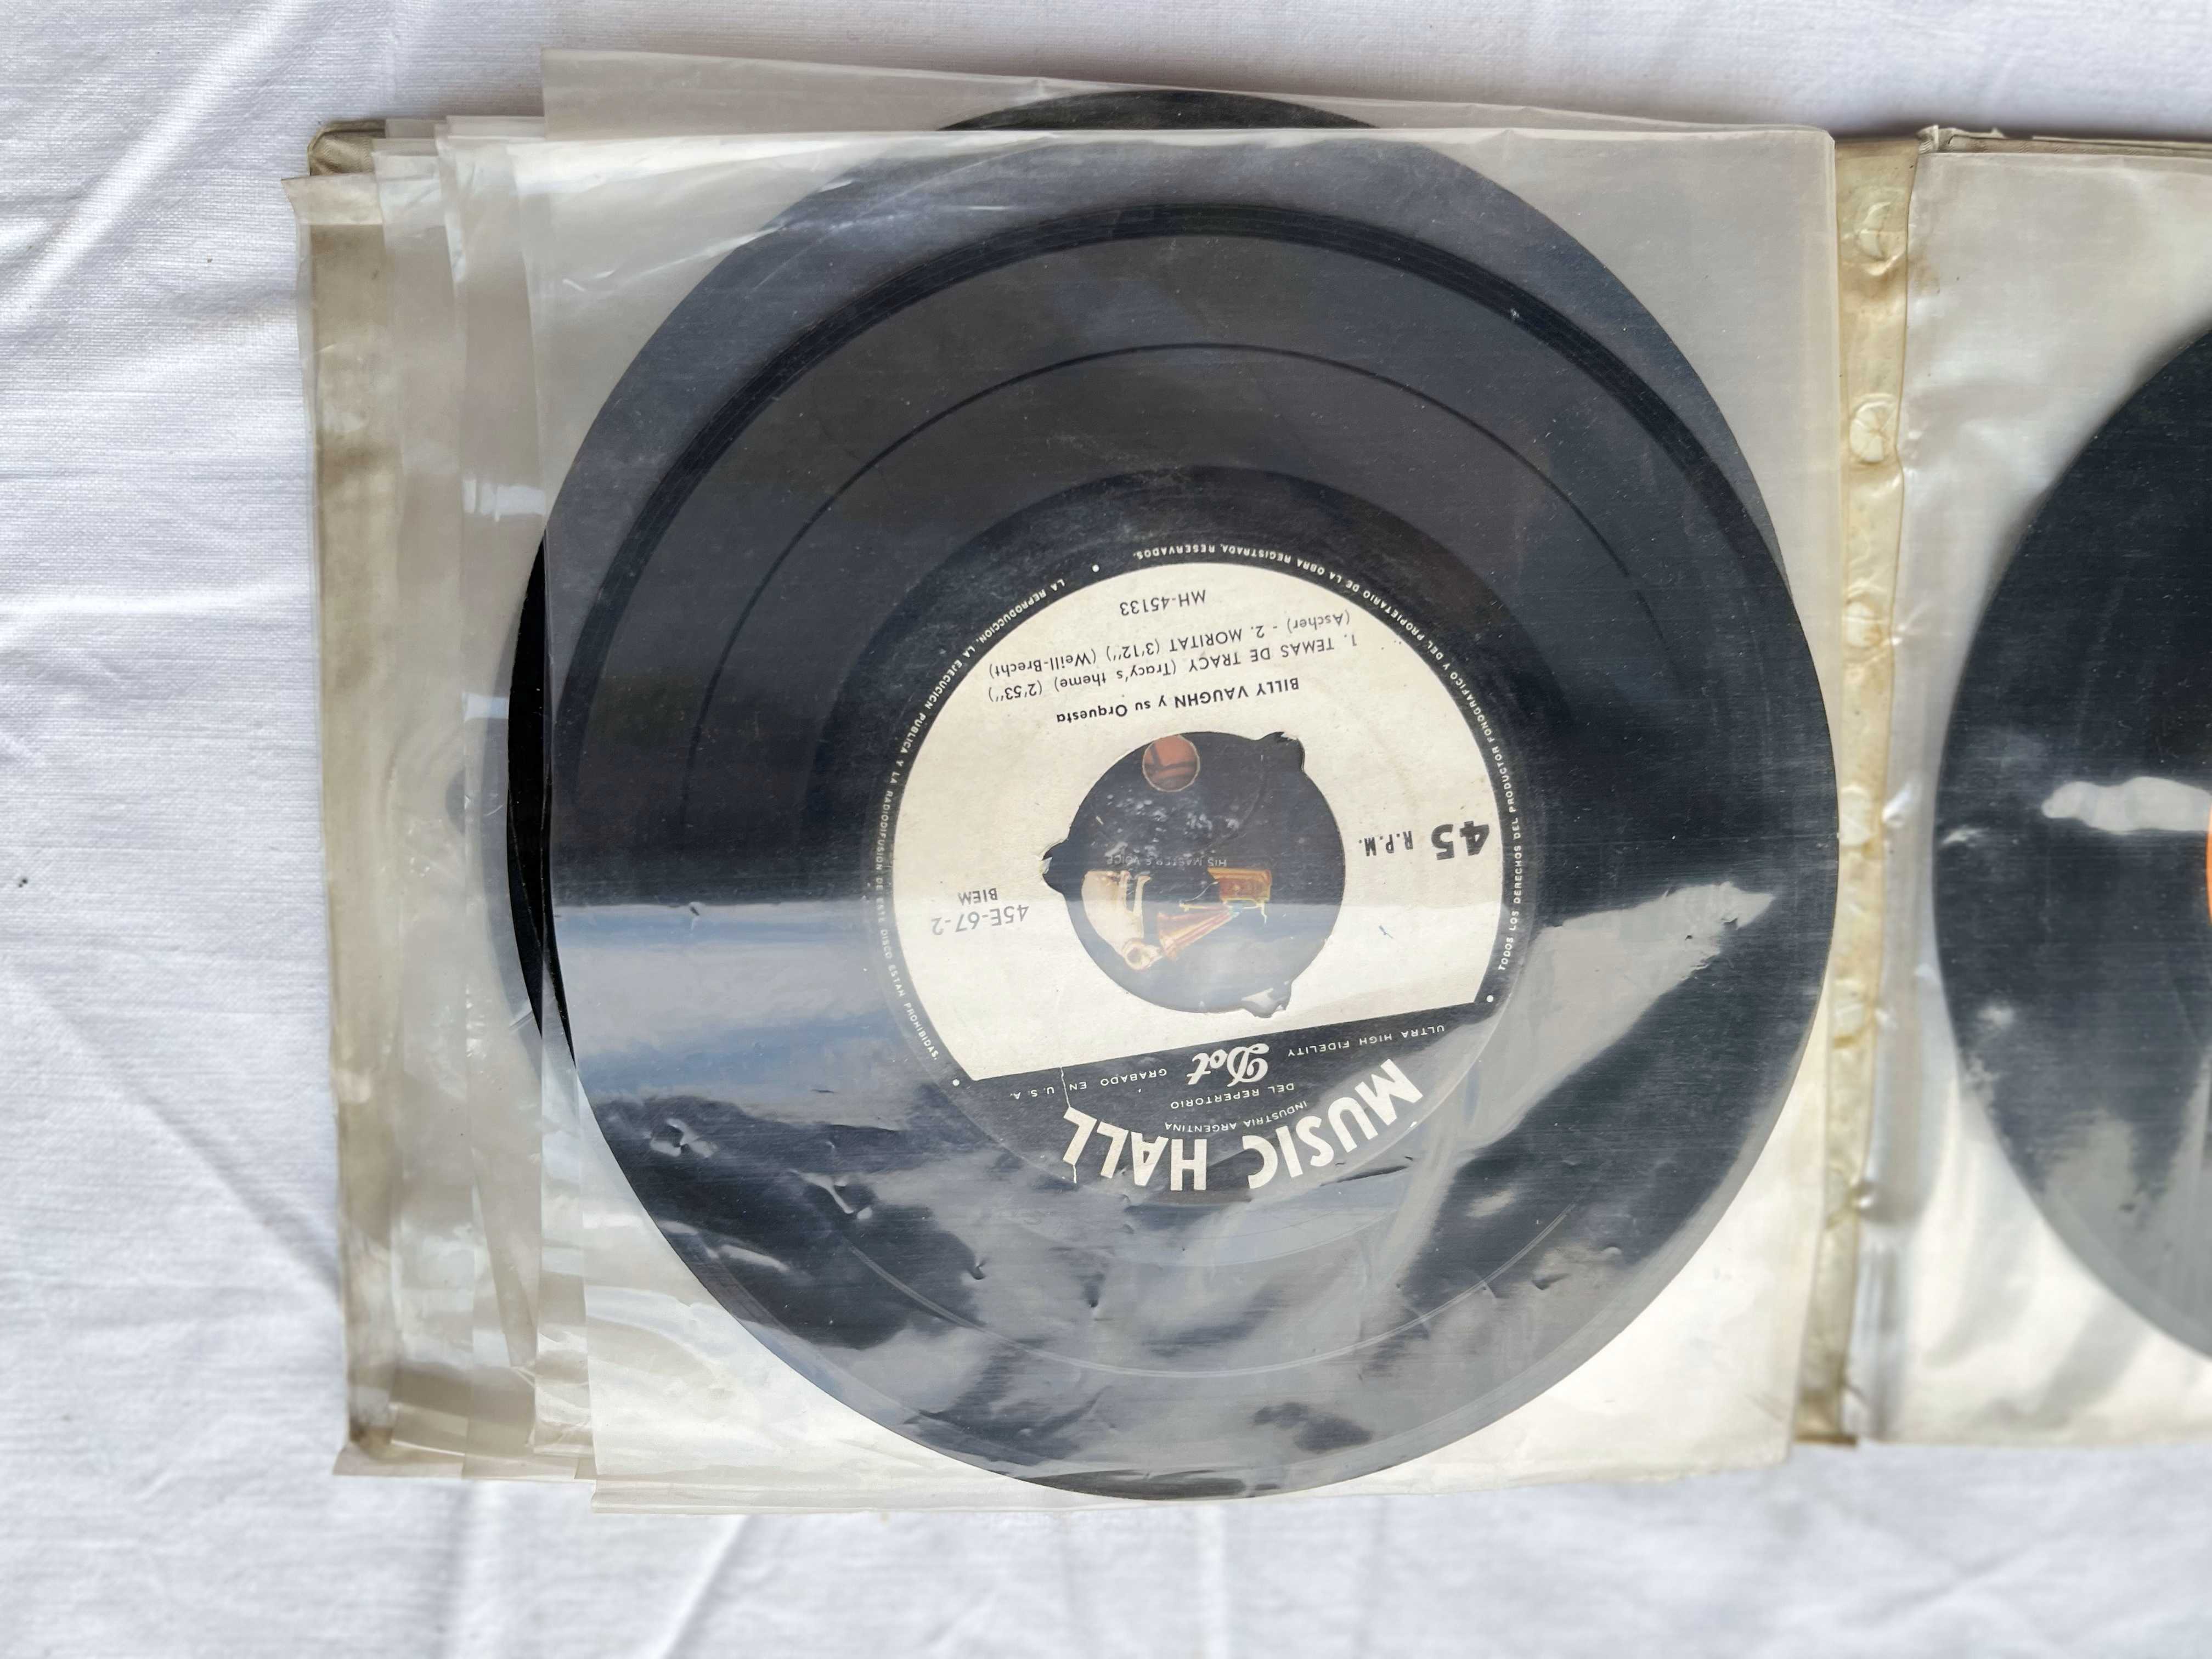 MUSIC HALL
INDUSTRIA ARGENTINA
DEL REPERTORIO
ULTRA HIGH FIDELITY Dot GRABADO EN U.S.A.
45 R.P.M.
45E-67-2
BIEM
HIS MASTER'S VOICE
BILLY VAUGHN y su Orquesta
1. TEMAS DE TRACY (Tracy's theme) (2'53")
(Ascher) - 2. MORITAT (3'12") (Weill-Brecht)
MH-45133
TODOS LOS DERECHOS DEL PRODUCTOR FONOGRAFICO Y DEL PROPIETARIO DE LA OBRA REGISTRADA, RESERVADOS.
LA REPRODUCCION, LA EJECUCION PUBLICA Y LA RADIODIFUSION DE ESTE DISCO ESTAN PROHIBIDAS.